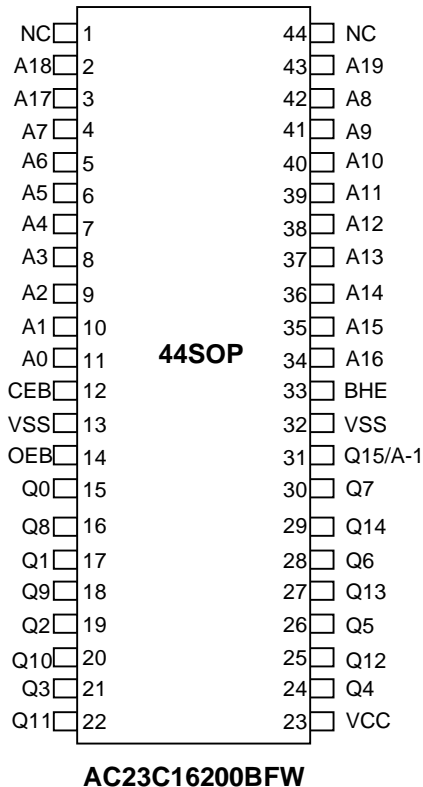 NC 1 44 NC
A18 2 43 A19
A17 3 42 A8
A7 4 41 A9
A6 5 40 A10
A5 6 39 A11
A4 7 38 A12
A3 8 37 A13
A2 9 36 A14
A1 10 35 A15
A0 11 44SOP 34 A16
CEB 12 33 BHE
VSS 13 32 VSS
OEB 14 31 Q15/A-1
Q0 15 30 Q7
Q8 16 29 Q14
Q1 17 28 Q6
Q9 18 27 Q13
Q2 19 26 Q5
Q10 20 25 Q12
Q3 21 24 Q4
Q11 22 23 VCC
AC23C16200BFW